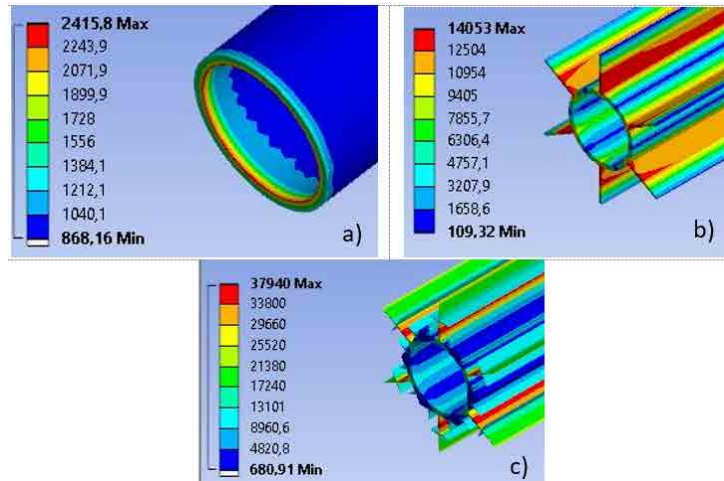 2415,8 Max
2243,9
2071,9
1899,9
1728
1556
1384,1
1212,1
1040,1
868,16 Min
a)
14053 Max
12504
10954
9405
7855,7
6306,4
4757,1
3207,9
1658,6
109,32 Min
b)
37940 Max
33800
29660
25520
21380
17240
13101
8960,6
4820,8
680,91 Min
c)